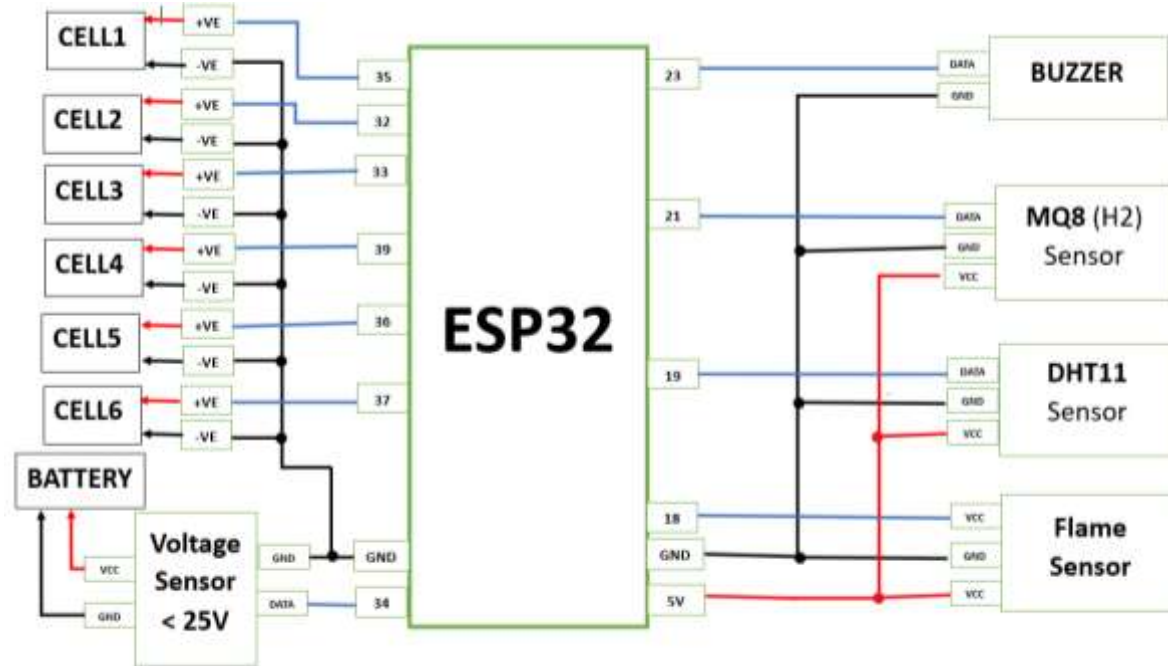 CELL1
+VE
-VE
CELL2
+VE
-VE
CELL3
+VE
-VE
CELL4
+VE
-VE
CELL5
+VE
-VE
CELL6
+VE
-VE
BATTERY
VCC
GND
Voltage
Sensor
< 25V
GND
DATA
35
32
33
39
36
37
GND
34
ESP32
23
21
19
18
GND
5V
DATA
GND
BUZZER
DATA
GND
VCC
MQ8 (H2)
Sensor
DATA
GND
VCC
DHT11
Sensor
VCC
GND
VCC
Flame
Sensor